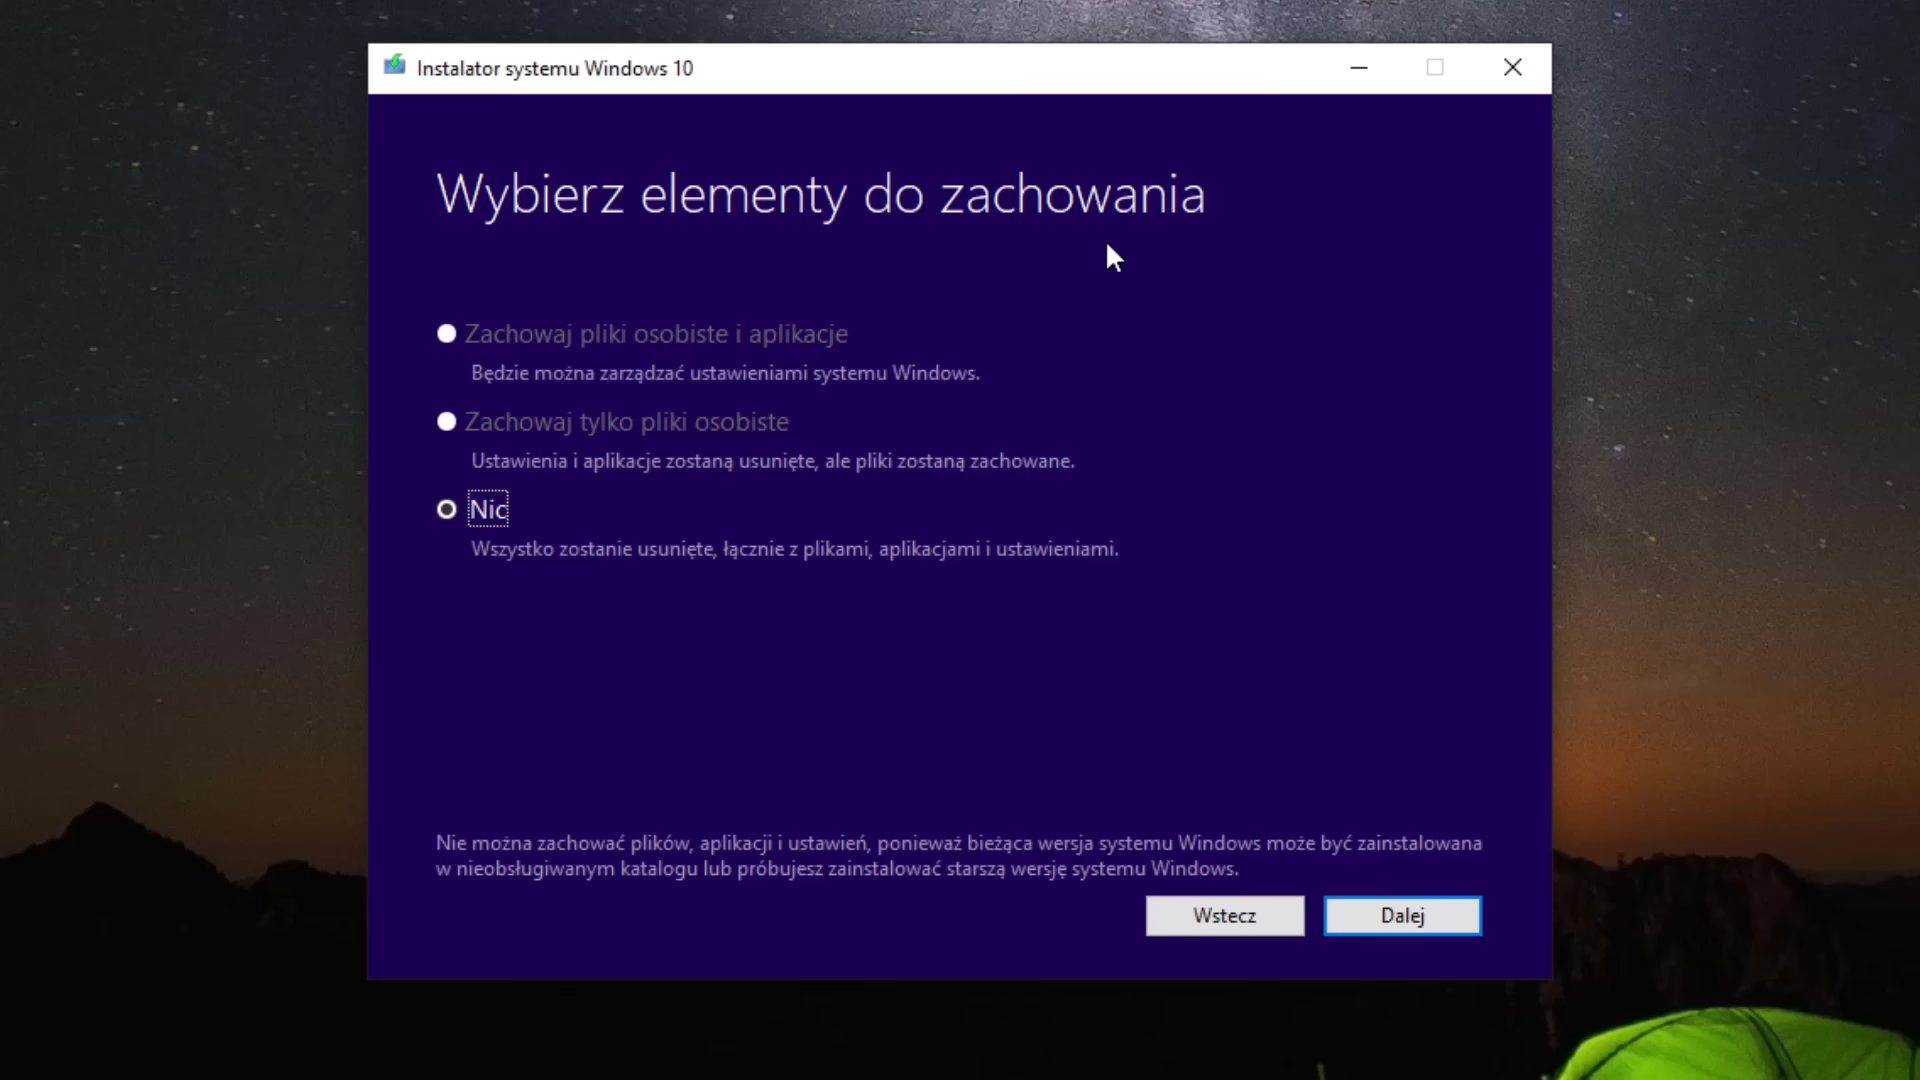 Instalator systemu Windows 10
Wybierz elementy do zachowania
Zachowaj pliki osobiste i aplikacje
Będzie można zarządzać ustawieniami systemu Windows.
Zachowaj tylko pliki osobiste
Ustawienia i aplikacje zostaną usunięte, ale pliki zostaną zachowane.
Nic
Wszystko zostanie usunięte, łącznie z plikami, aplikacjami i ustawieniami.
Nie można zachować plików, aplikacji i ustawień, ponieważ bieżąca wersja systemu Windows może być zainstalowana
w nieobsługiwanym katalogu lub próbujesz zainstalować starszą wersję systemu Windows.
Wstecz
Dalej